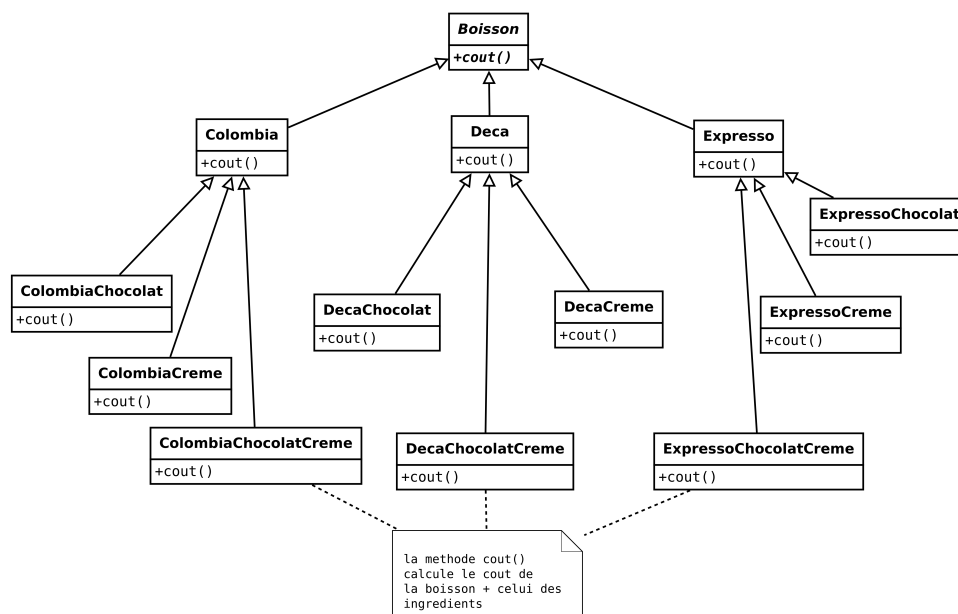 Boisson
+cout()
Colombia
+cout()
Deca
+cout()
Expresso
+cout()
ExpressoChocolat
+cout()
ColombiaChocolat
+cout()
DecaChocolat
+cout()
DecaCreme
+cout()
ExpressoCreme
+cout()
ColombiaCreme
+cout()
ColombiaChocolatCreme
+cout()
DecaChocolatCreme
+cout()
ExpressoChocolatCreme
+cout()
la methode cout()
calcule le cout de
la boisson + celui des
ingredients